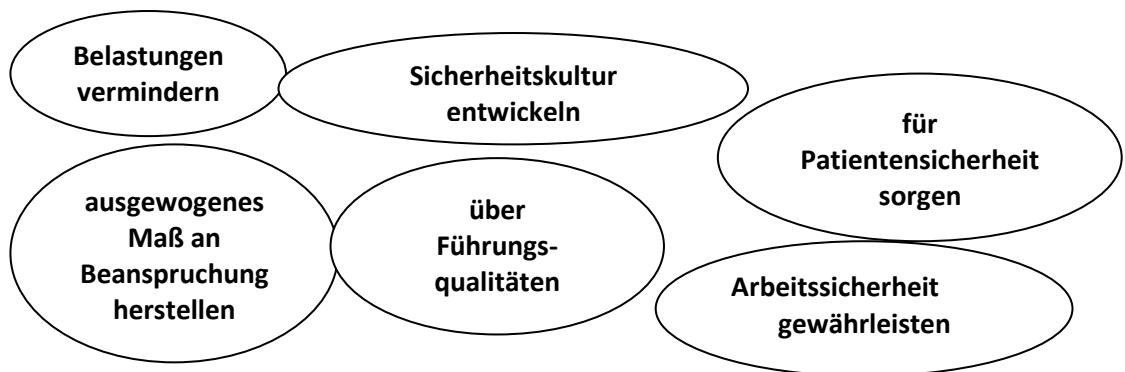 Belastungen
vermindern
Sicherheitskultur
entwickeln
für
Patientensicherheit
sorgen
ausgewogenes
Maß an
Beanspruchung
herstellen
über
Führungs-
qualitäten
Arbeitssicherheit
gewährleisten